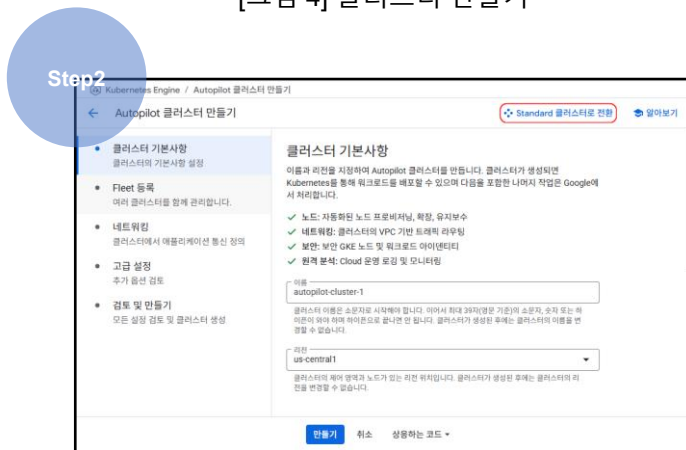 [그림 4] 클러스터 만들기
Step2
Kubernetes Engine / Autopilot 클러스터 만들기
Autopilot 클러스터 만들기
Standard 클러스터로 전환
알아보기
클러스터 기본사항
클러스터의 기본사항 설정
Fleet 등록
여러 클러스터를 함께 관리합니다.
네트워킹
클러스터에서 애플리케이션 통신 정의
고급 설정
추가 옵션 검토
검토 및 만들기
모든 설정 검토 및 클러스터 생성
클러스터 기본사항
이름과 리전을 지정하여 Autopilot 클러스터를 만듭니다. 클러스터가 생성되면
Kubernetes를 통해 워크로드를 배포할 수 있으며 다음을 포함한 나머지 작업은 Google에
서 처리합니다.
노드: 자동화된 노드 프로비저닝, 확장, 유지보수
네트워킹: 클러스터의 VPC 기반 트래픽 라우팅
보안: 보안 GKE 노드 및 워크로드 아이덴티티
원격 분석: Cloud 운영 로깅 및 모니터링
이름
autopilot-cluster-1
클러스터 이름은 소문자로 시작해야 합니다. 이어서 최대 39자(영문 기준)의 소문자, 숫자 또는 하
이픈이 와야 하며 하이픈으로 끝나면 안 됩니다. 클러스터가 생성된 후에는 클러스터의 이름을 변
경할 수 없습니다.
리전
us-central1
클러스터의 제어 영역과 노드가 있는 리전 위치입니다. 클러스터가 생성된 후에는 클러스터의 리
전을 변경할 수 없습니다.
만들기
취소
상응하는 코드